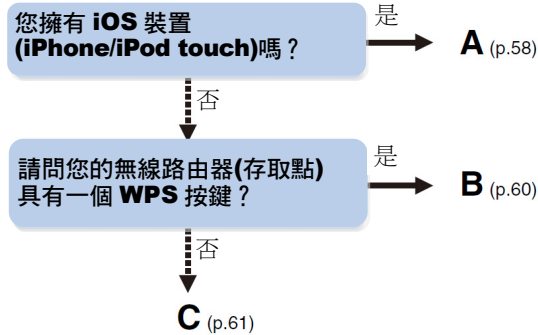 您擁有 iOS 裝置
(iPhone/iPod touch)嗎？
是
A (p.58)
否
請問您的無線路由器(存取點)
具有一個 WPS 按鍵？
是
B (p.60)
否
C (p.61)